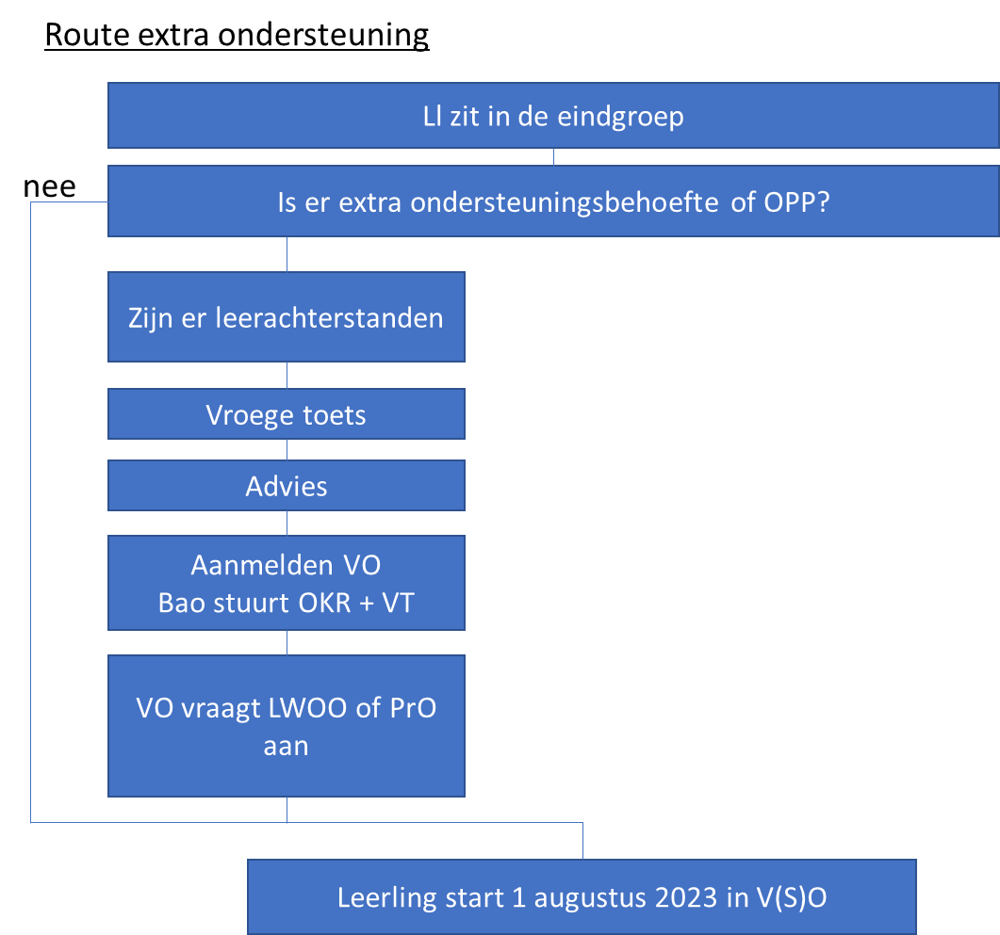 Route extra ondersteuning
Ll zit in de eindgroep
nee
Is er extra ondersteuningsbehoefte of OPP?
Zijn er leerachterstanden
Vroege toets
Advies
Aanmelden VO
Bao stuurt OKR + VT
VO vraagt LWOO of PrO
aan
Leerling start 1 augustus 2023 in V(S)O